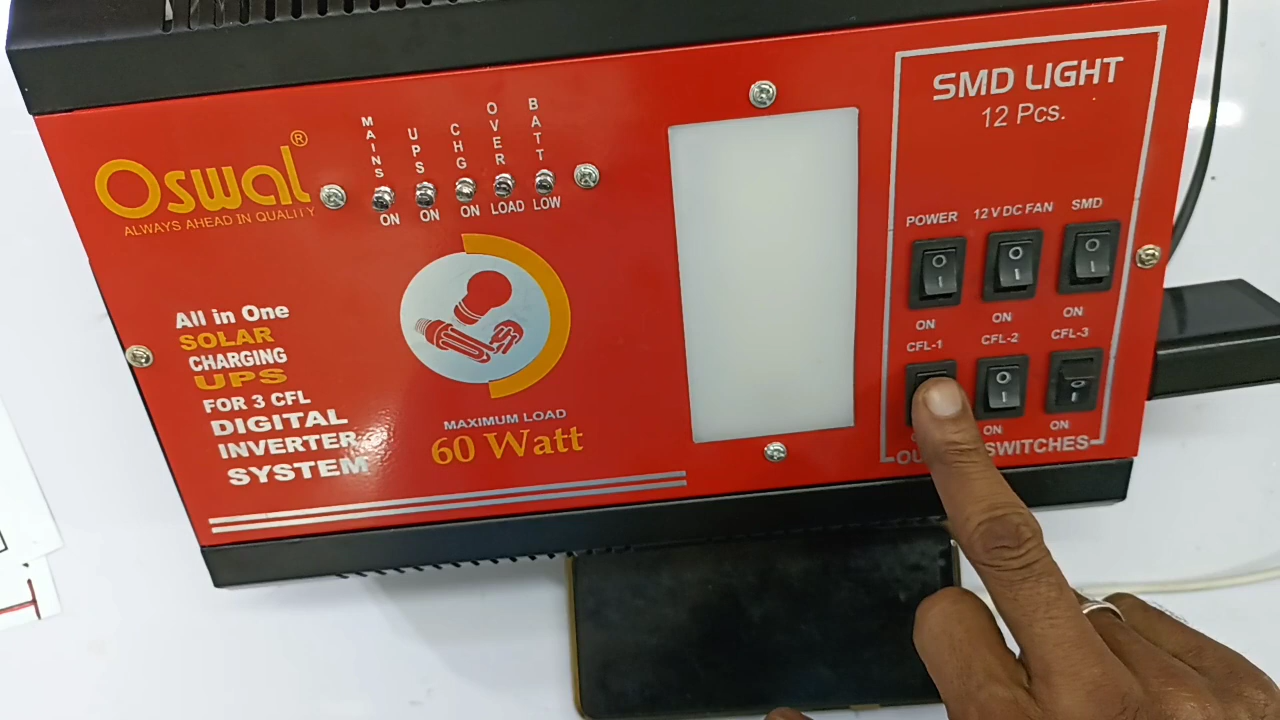 Oswal®
ALWAYS AHEAD IN QUALITY
MAINS
UPS
CHG
OVER
BATT
ON
ON
ON
LOAD
LOW
All in One
SOLAR
CHARGING
UPS
FOR 3 CFL
DIGITAL
INVERTER
SYSTEM
MAXIMUM LOAD
60 Watt
SMD LIGHT
12 Pcs.
POWER
12 V DC FAN
SMD
ON
ON
ON
CFL-1
CFL-2
CFL-3
ON
ON
SWITCHES